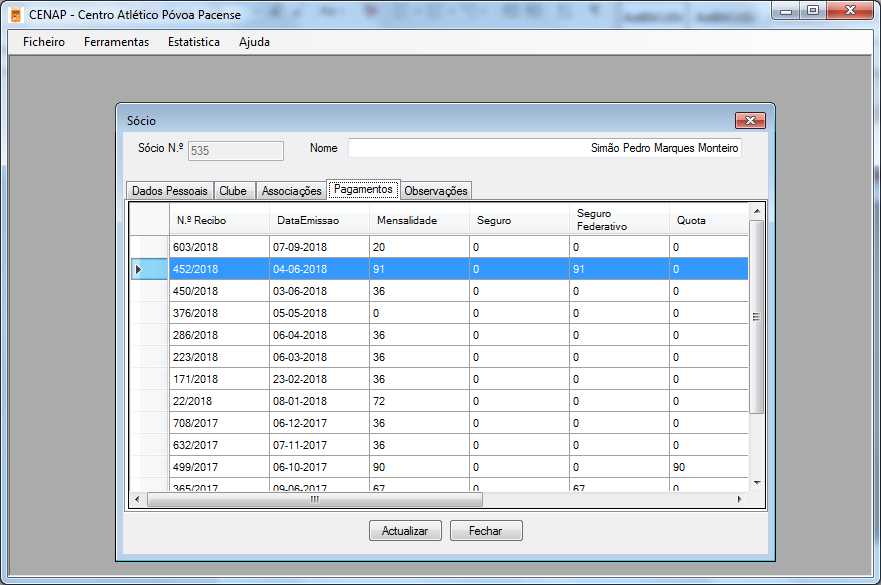 CENAP - Centro Atlético Póvoa Pacense
Ficheiro Ferramentas Estatistica Ajuda
Sócio
Sócio N.º 535 Nome Simão Pedro Marques Monteiro
Dados Pessoais Clube Associações Pagamentos Observações
N.º Recibo DataEmissao Mensalidade Seguro Seguro Federativo Quota
603/2018 07-09-2018 20 0 0 0
452/2018 04-06-2018 91 0 91 0
450/2018 03-06-2018 36 0 0 0
376/2018 05-05-2018 0 0 0 0
286/2018 06-04-2018 36 0 0 0
223/2018 06-03-2018 36 0 0 0
171/2018 23-02-2018 36 0 0 0
22/2018 08-01-2018 72 0 0 0
708/2017 06-12-2017 36 0 0 0
632/2017 07-11-2017 36 0 0 0
499/2017 06-10-2017 90 0 0 90
365/2017 09-06-2017 67 0 67 0
Actualizar Fechar